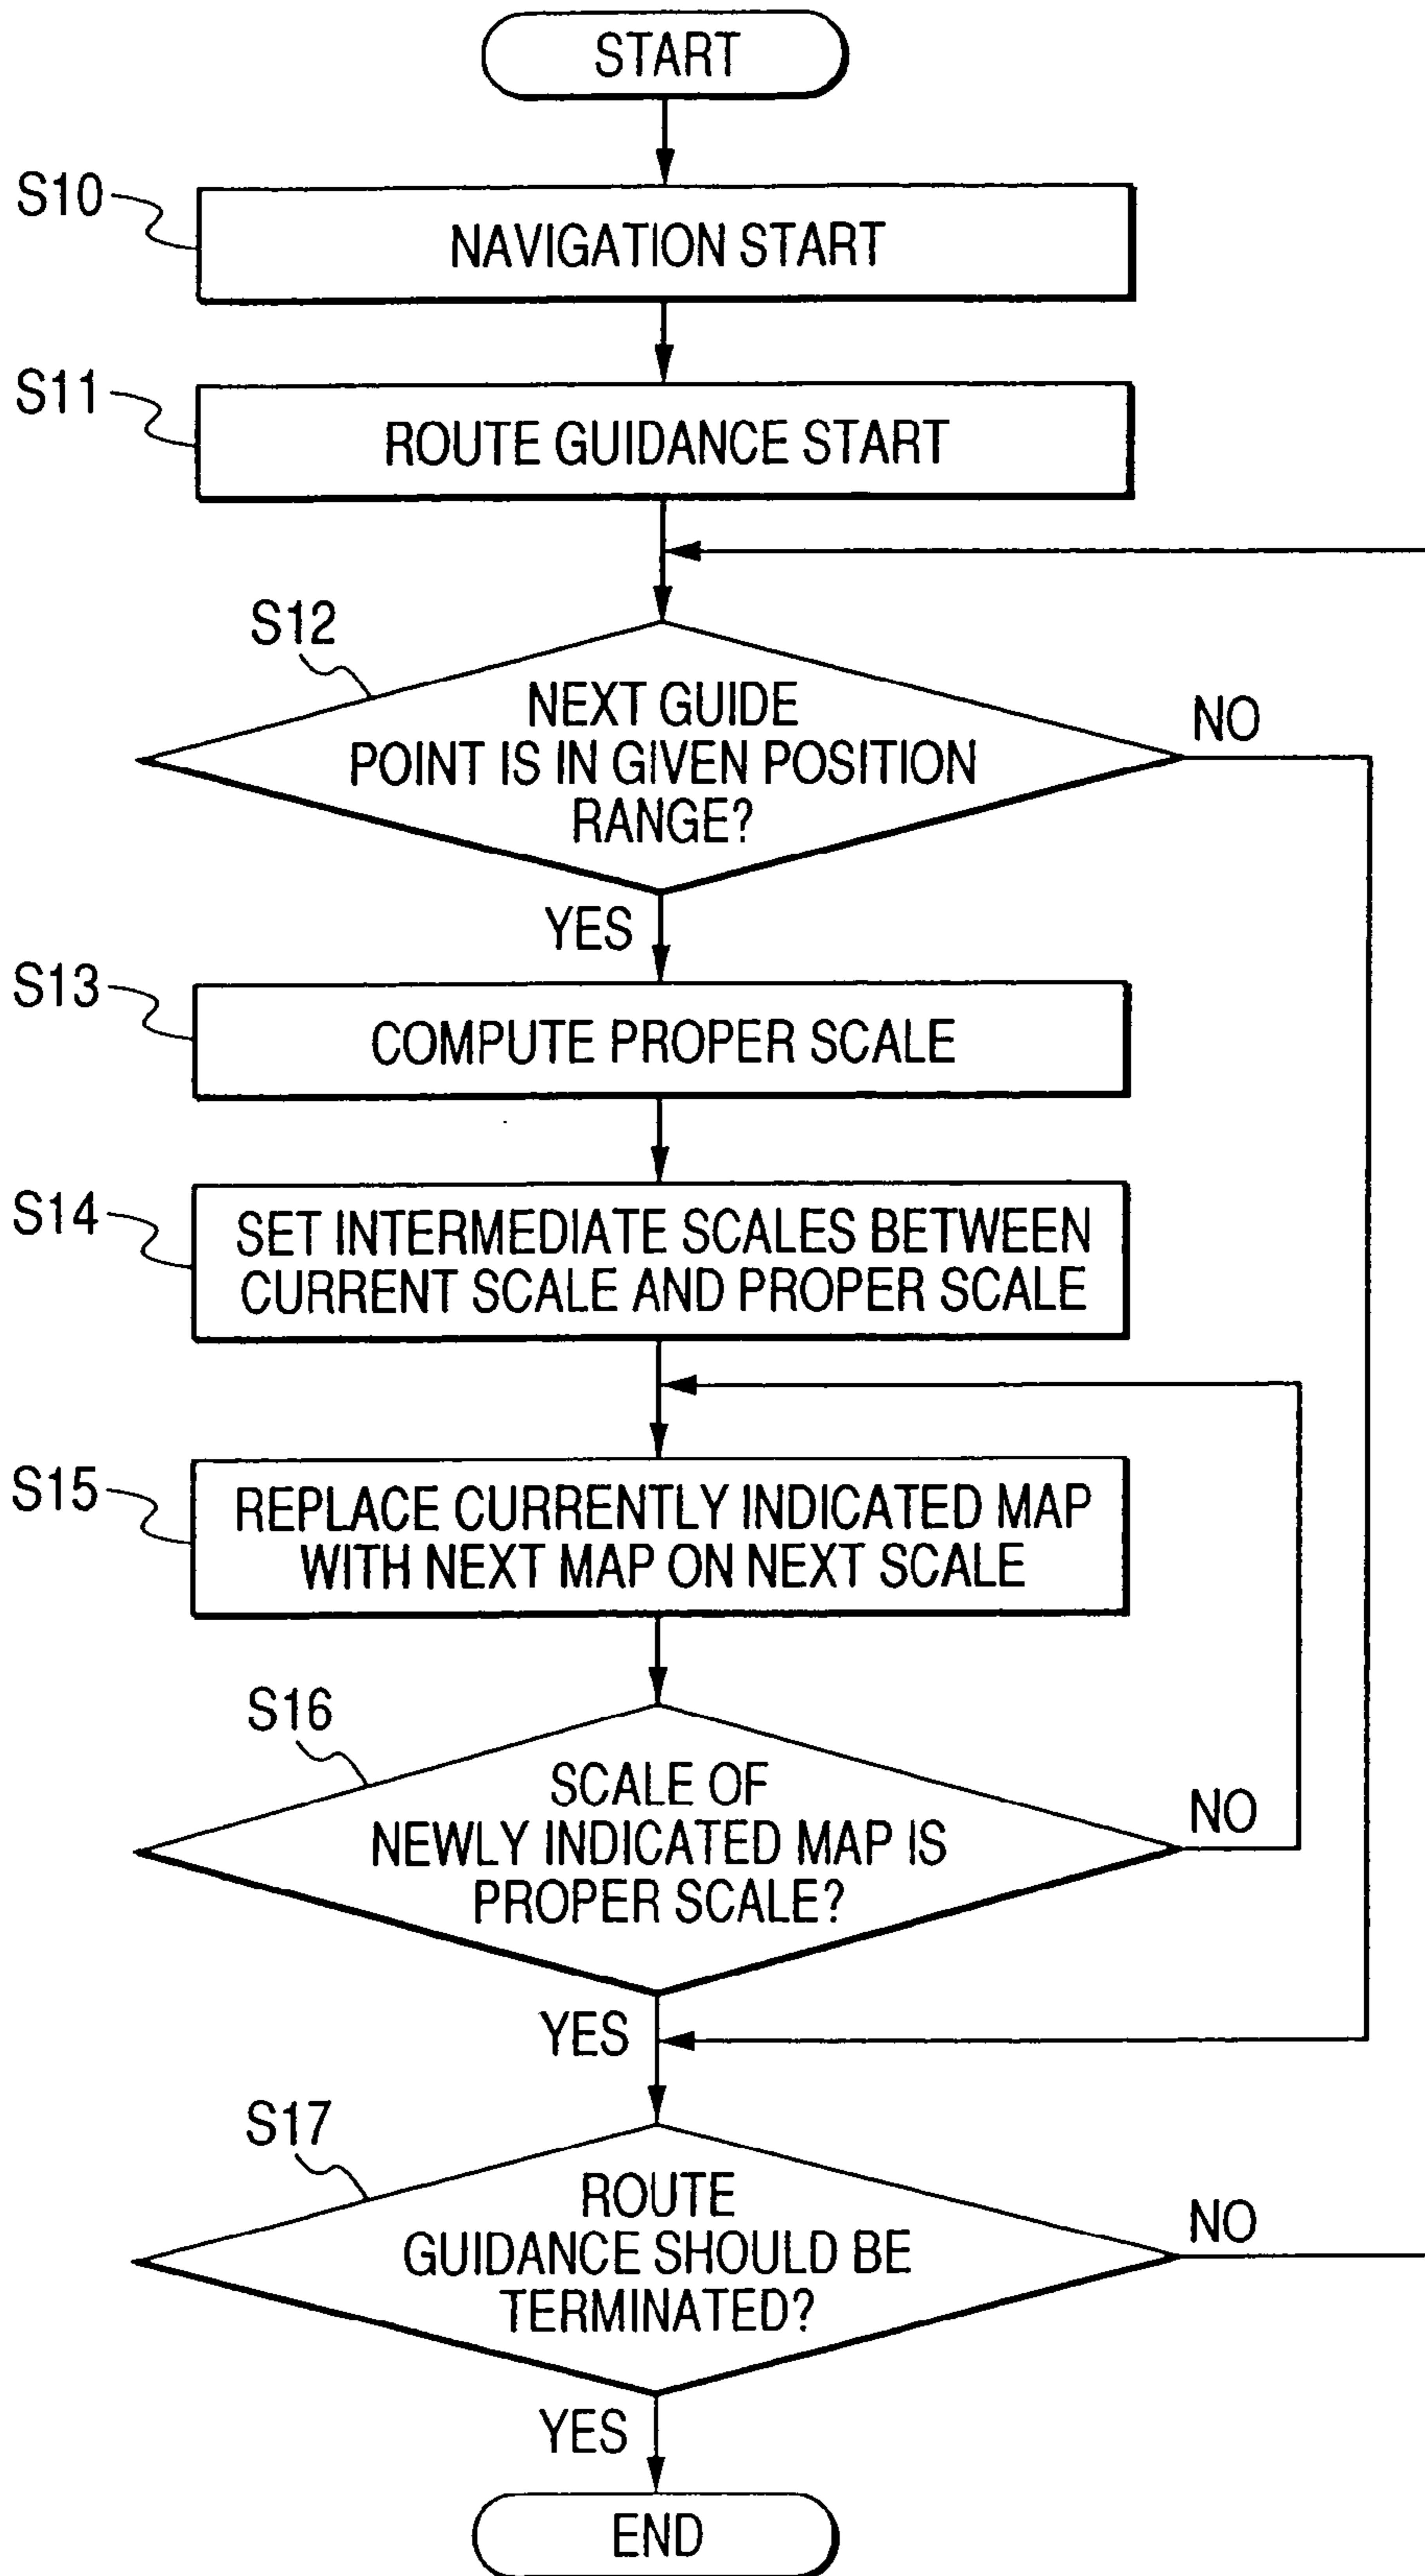 START
S10
NAVIGATION START
S11
ROUTE GUIDANCE START
S12
NEXT GUIDE
POINT IS IN GIVEN POSITION
RANGE?
NO
YES
S13
COMPUTE PROPER SCALE
S14
SET INTERMEDIATE SCALES BETWEEN
CURRENT SCALE AND PROPER SCALE
S15
REPLACE CURRENTLY INDICATED MAP
WITH NEXT MAP ON NEXT SCALE
S16
SCALE OF
NEWLY INDICATED MAP IS
PROPER SCALE?
NO
YES
S17
ROUTE
GUIDANCE SHOULD BE
TERMINATED?
NO
YES
END